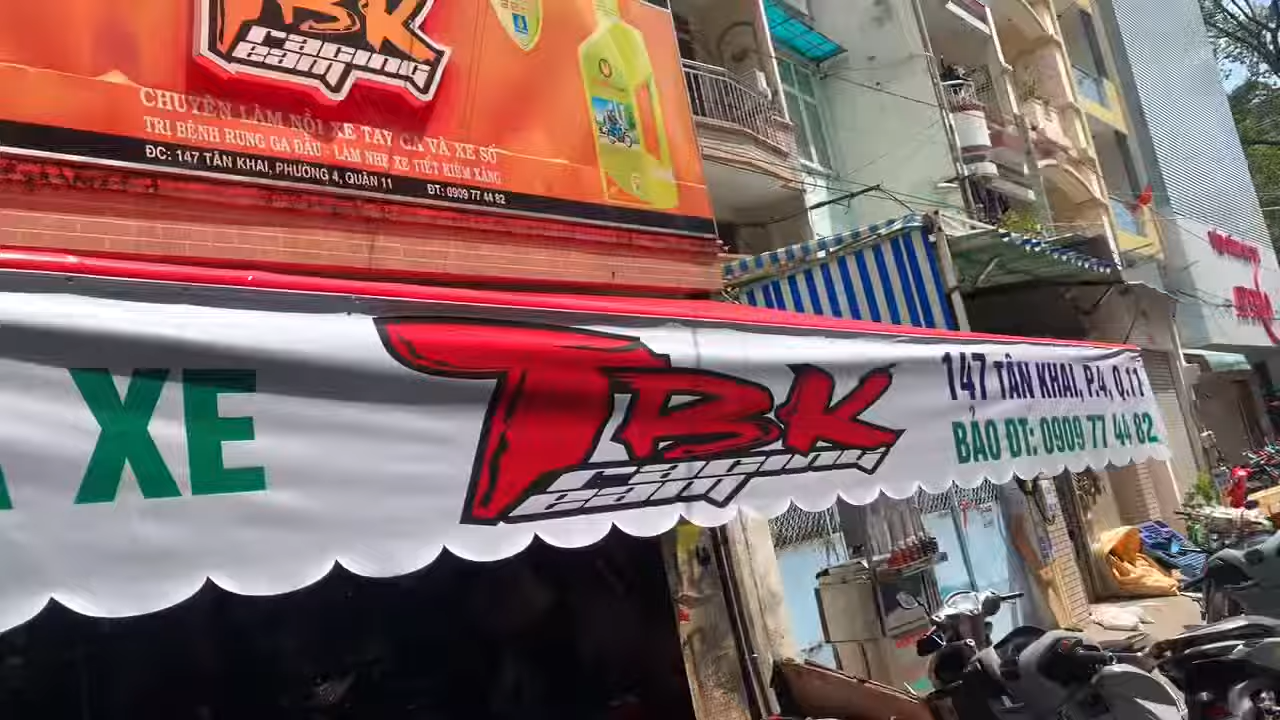 TBK
racing
eam
CHUYÊN LÀM NỒI XE TAY GA VÀ XE SỐ
TRỊ BỆNH RUNG GA ĐẦU - LÀM NHẸ XE TIẾT KIỆM XĂNG
ĐC: 147 TÂN KHAI, PHƯỜNG 4, QUẬN 11 ĐT: 0909 77 44 82
XE
TBK
racing
eam
147 TÂN KHAI, P.4, Q.11
BẢO ĐT: 0909 77 44 82